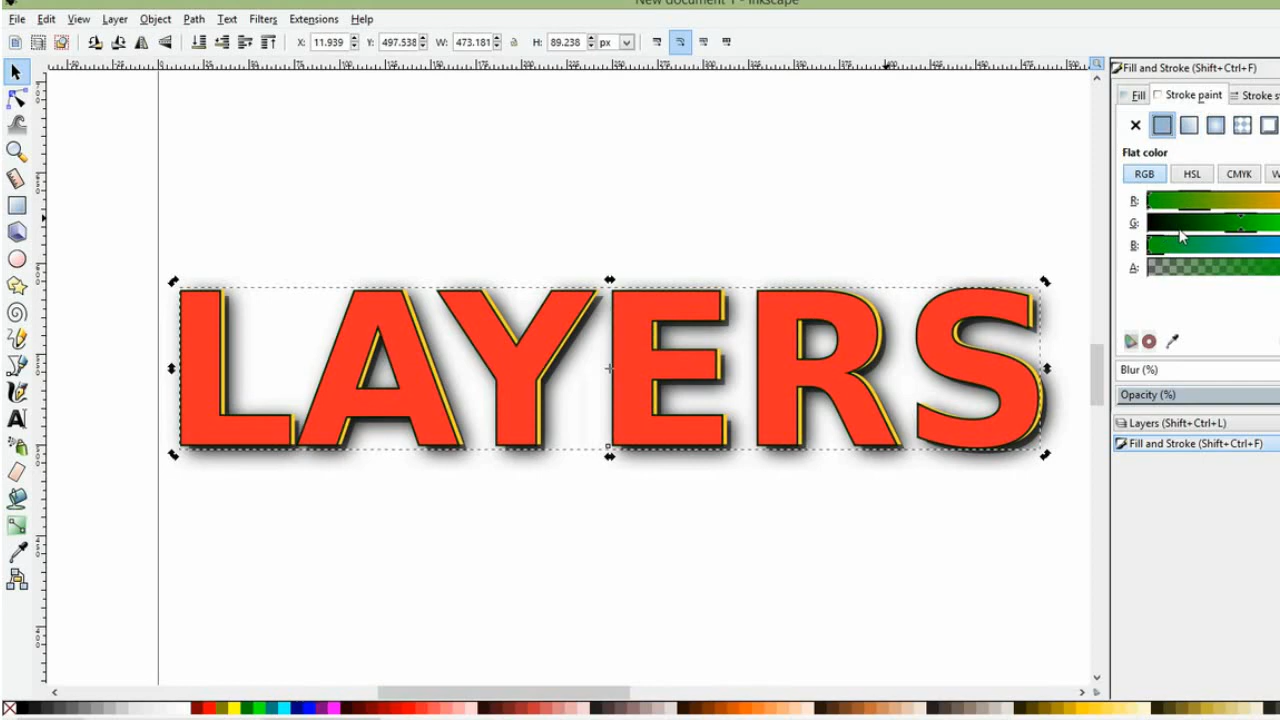 New document 1 - Inkscape
File Edit View Layer Object Path Text Filters Extensions Help
X: 11.939 Y: 497.538 W: 473.181 H: 89.238 px
Fill and Stroke (Shift+Ctrl+F)
Fill Stroke paint Stroke s
Flat color
RGB HSL CMYK W
R:
G:
B:
A:
LAYERS
Blur (%)
Opacity (%)
Layers (Shift+Ctrl+L)
Fill and Stroke (Shift+Ctrl+F)